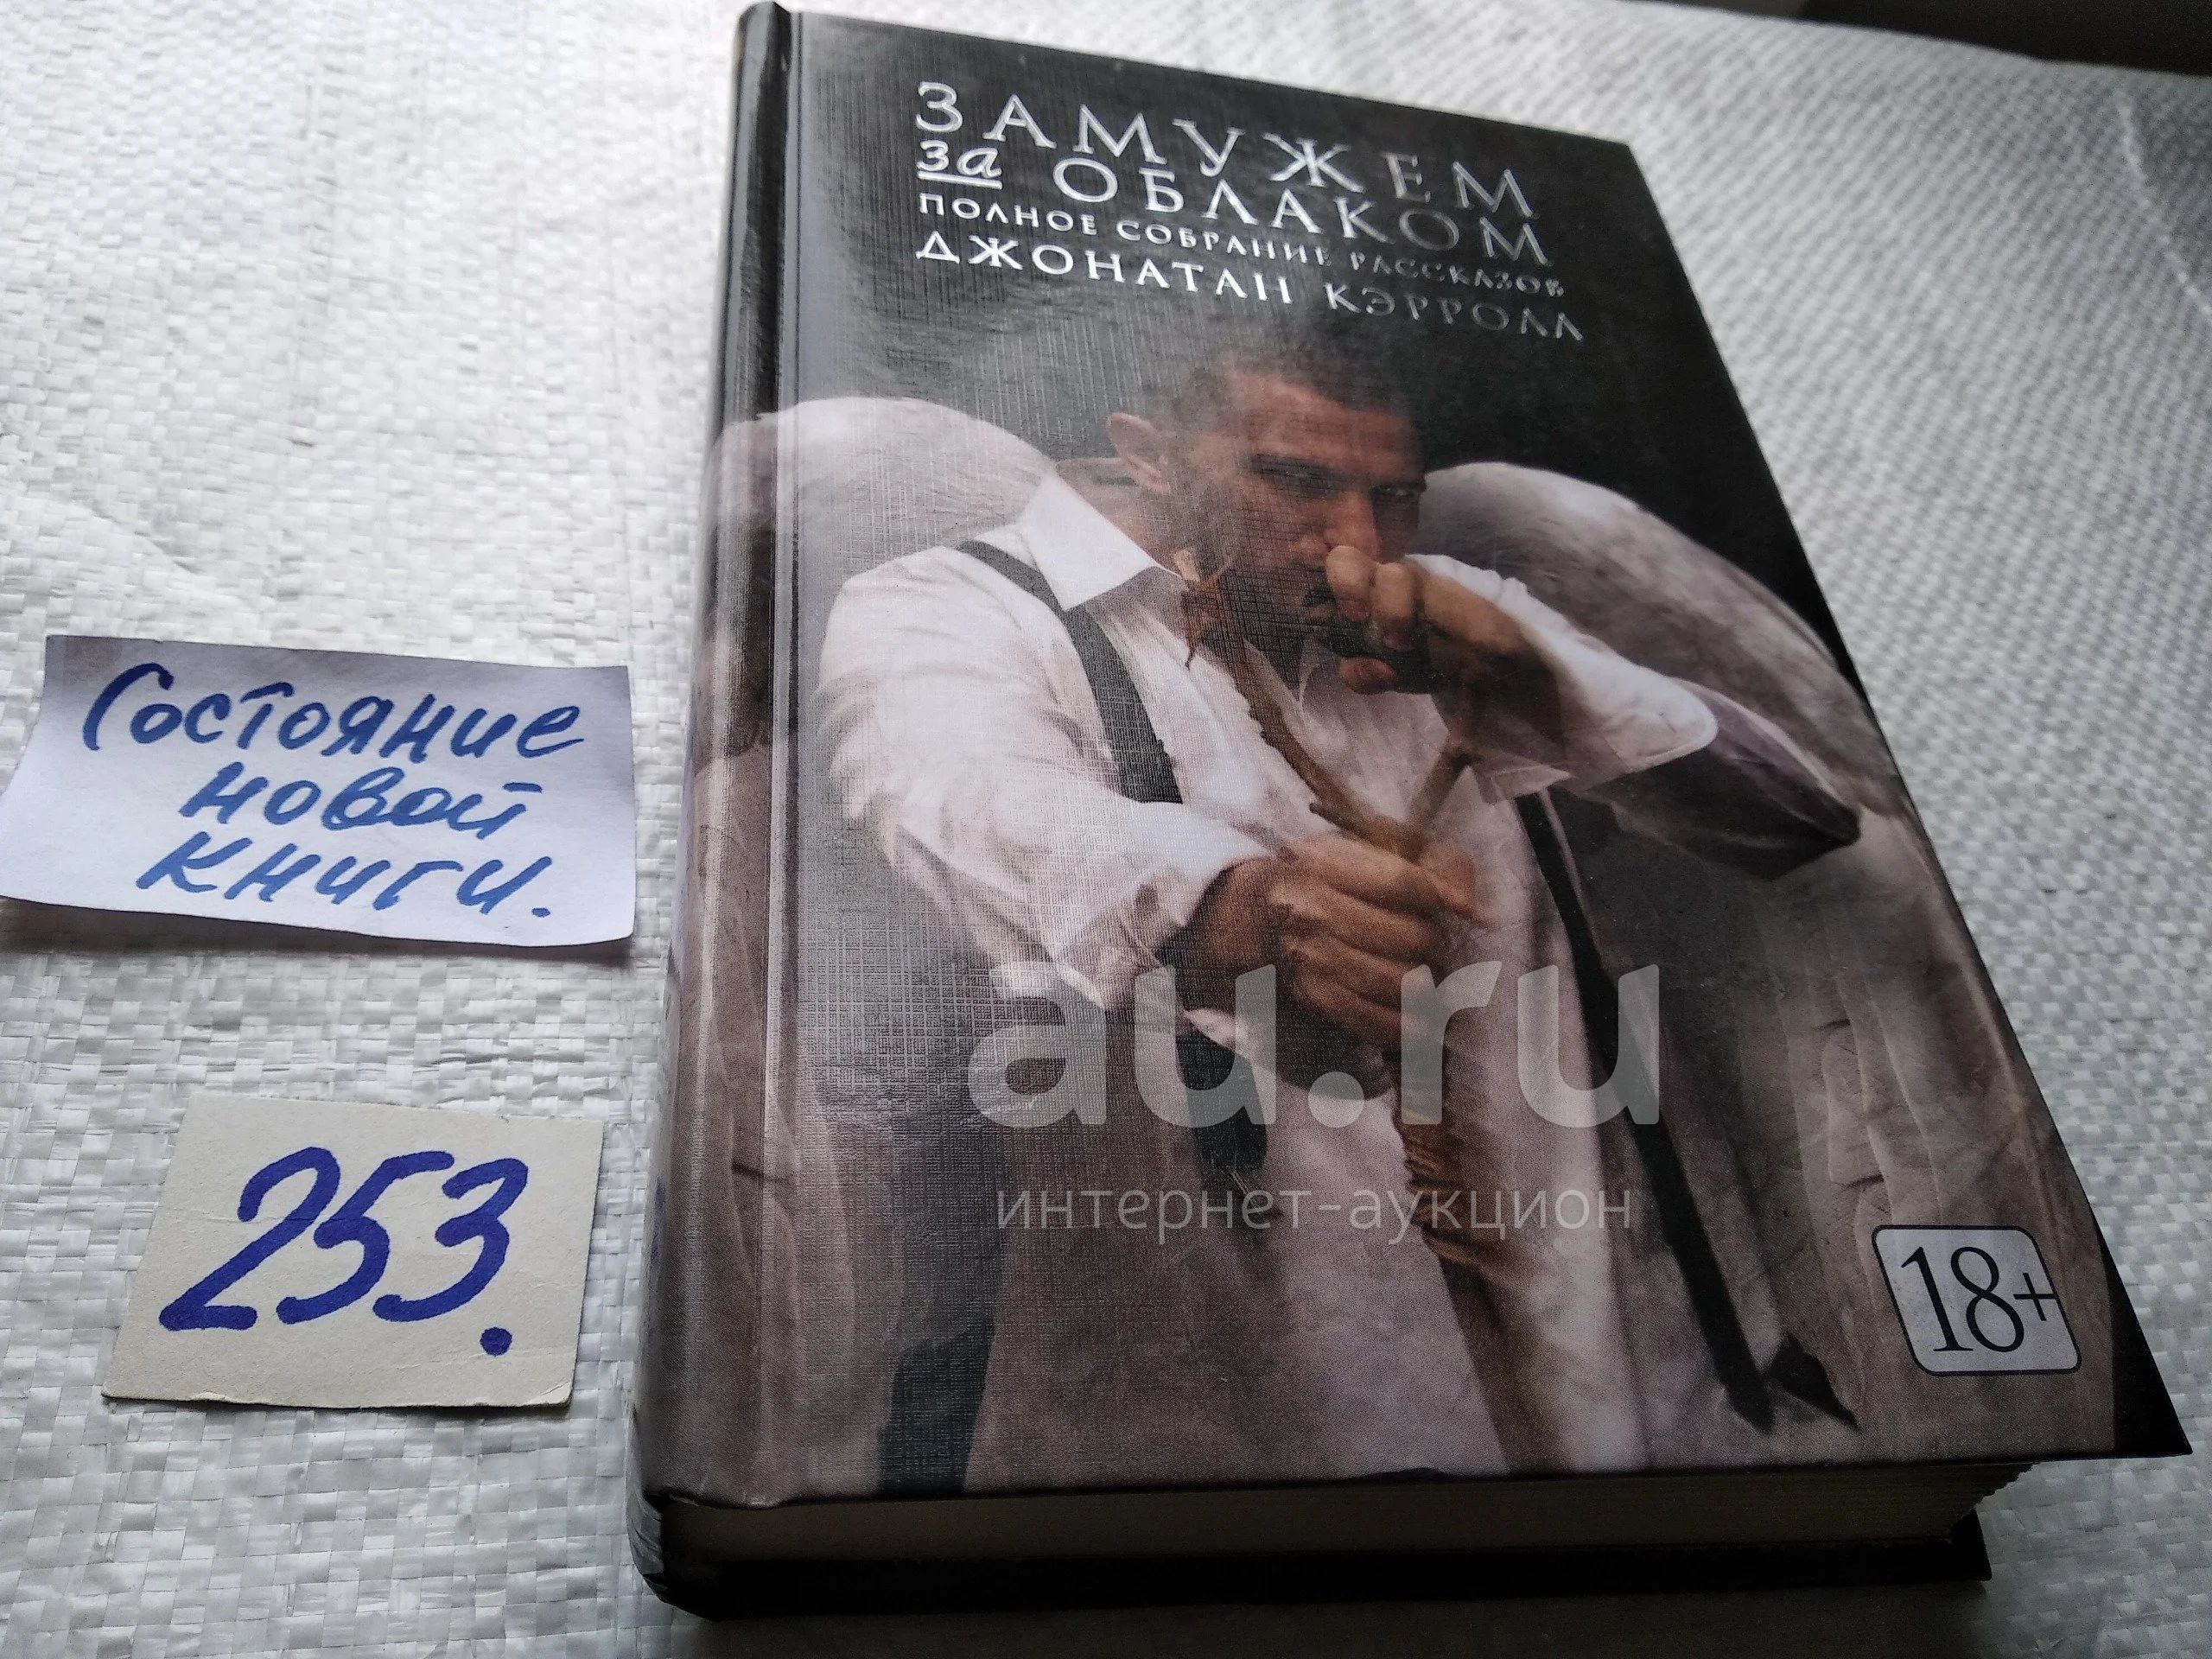 ЗАМУЖЕМ
за ОБЛАКОМ
ПОЛНОЕ СОБРАНИЕ РАССКАЗОВ
ДЖОНАТАН КЭРРОЛЛ
Состояние
новой
книги.
253.
au.ru
интернет-аукцион
18+